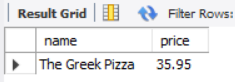 Result Grid Filter Rows:
name price
The Greek Pizza 35.95